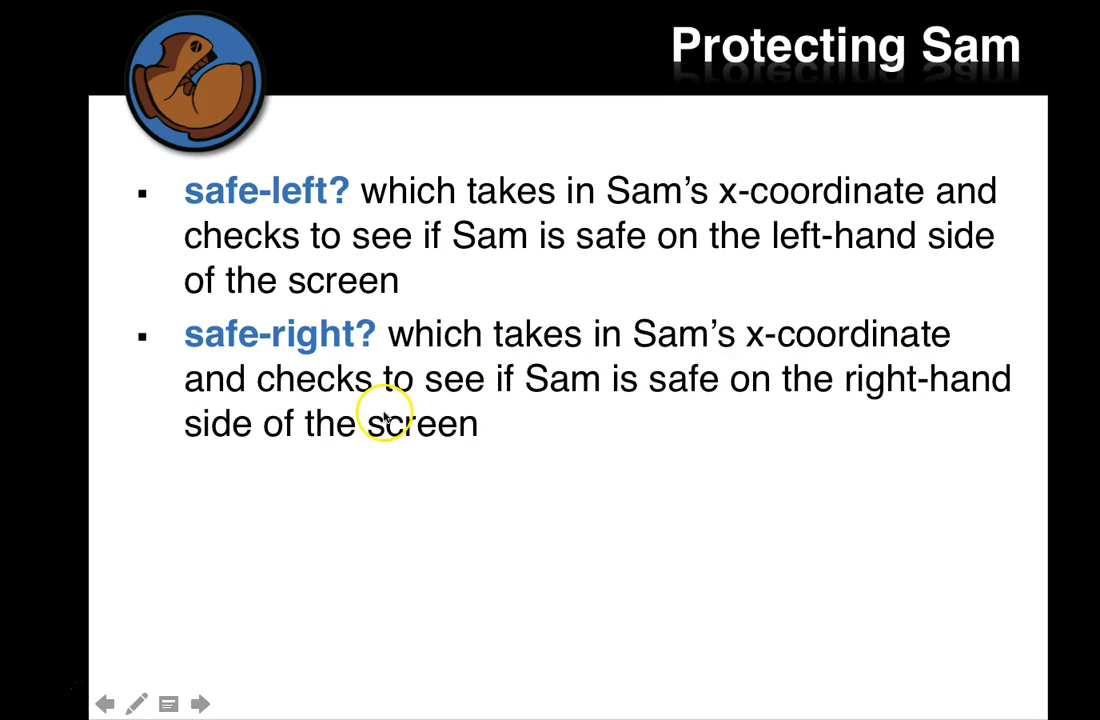 Protecting Sam
▪ safe-left? which takes in Sam’s x-coordinate and
checks to see if Sam is safe on the left-hand side
of the screen
▪ safe-right? which takes in Sam’s x-coordinate
and checks to see if Sam is safe on the right-hand
side of the screen